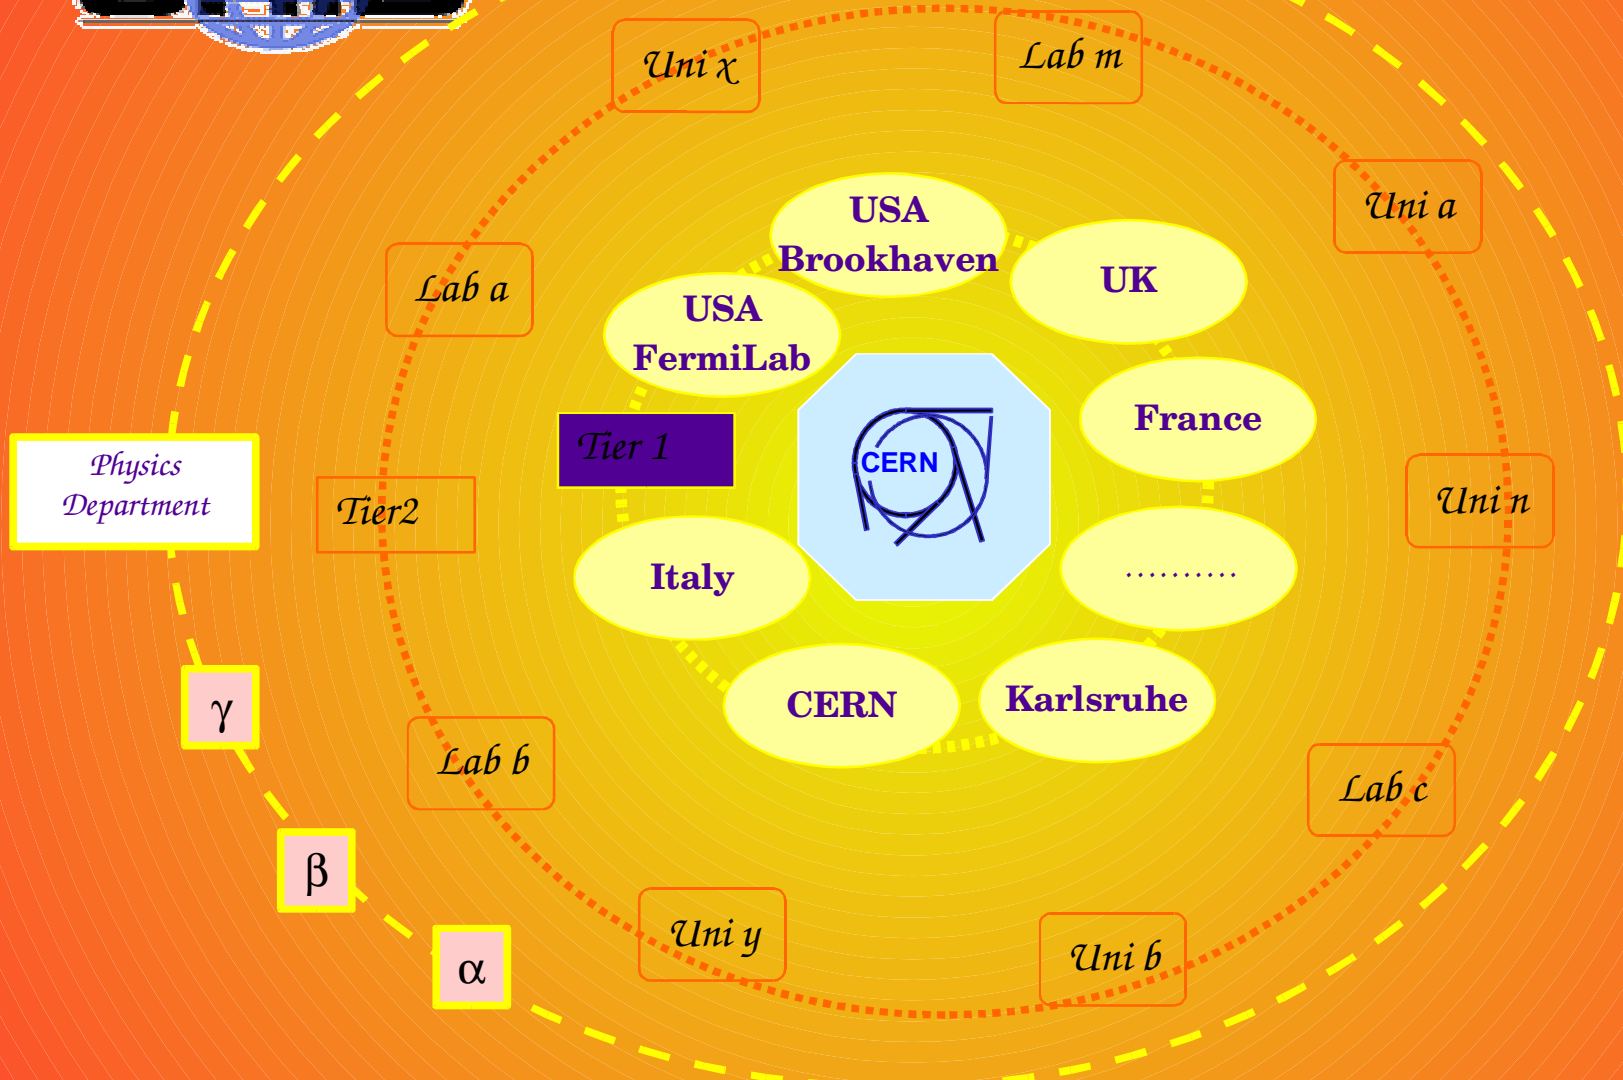 Uni x
Lab m
Uni a
USA
Brookhaven
UK
Lab a
USA
FermiLab
France
Tier 1
CERN
Physics
Department
Tier2
Uni n
Italy
..........
γ
CERN
Karlsruhe
Lab b
Lab c
β
Uni y
Uni b
α